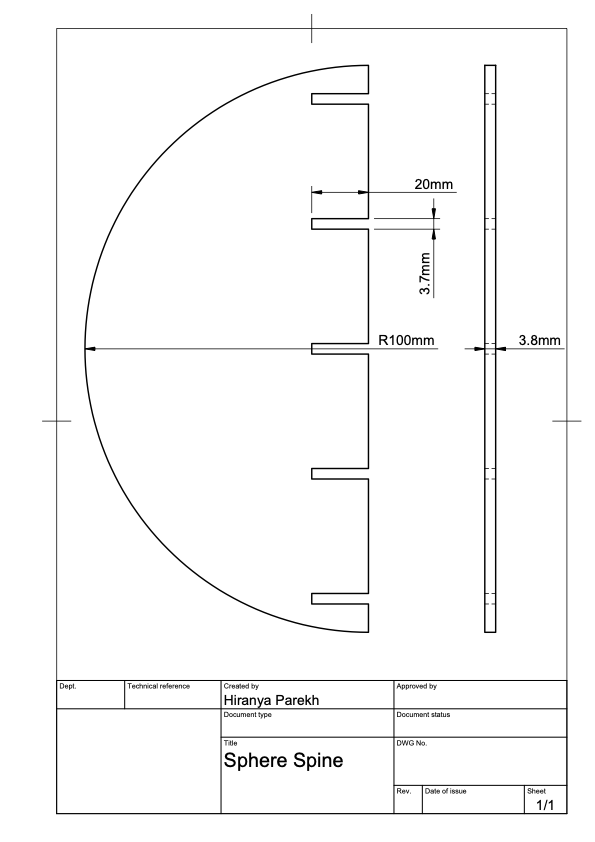 20mm
3.7mm
R100mm
3.8mm
Dept.
Technical reference
Created by
Approved by
Hiranya Parekh
Document type
Document status
Title
DWG No.
Sphere Spine
Rev.
Date of issue
Sheet
1/1